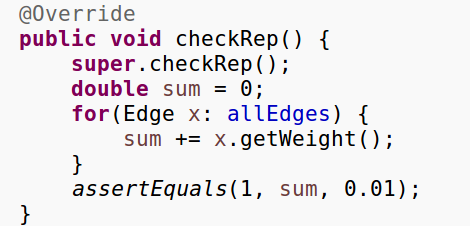 @Override
public void checkRep() {
    super.checkRep();
    double sum = 0;
    for(Edge x: allEdges) {
        sum += x.getWeight();
    }
    assertEquals(1, sum, 0.01);
}